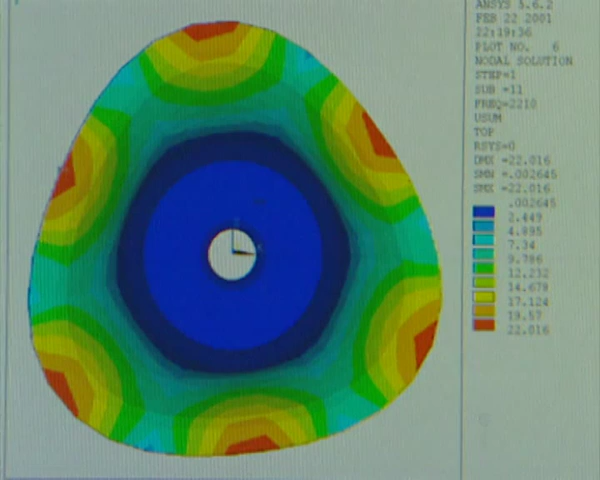 ANSYS 5.6.2
FEB 22 2001
22:19:36
PLOT NO. 6
NODAL SOLUTION
STEP=1
SUB =11
FREQ=2210
USUM
TOP
RSYS=0
DMX =22.016
SMN =.002645
SMX =22.016
.002645
2.449
4.895
7.34
9.786
12.232
14.678
17.124
19.57
22.016